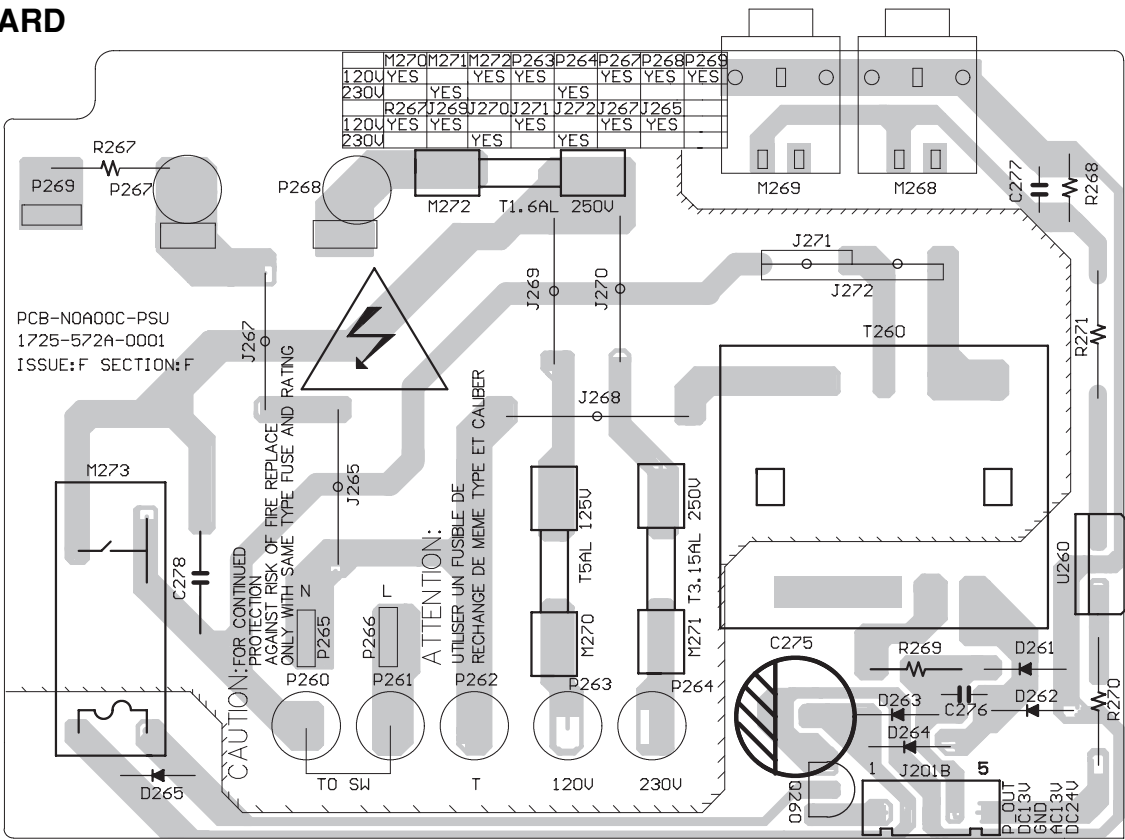 ARD
M270 M271 M272 P263 P264 P267 P268 P269
120V YES YES YES YES YES YES
230V YES YES
R267 J269 J270 J271 J272 J267 J265
120V YES YES YES YES YES
230V YES YES
R267
P269
P267
P268
M272
T1.6AL 250V
M269
M268
C277
R268
J271
J272
J269
J270
PCB-NOA00C-PSU
1725-572A-0001
ISSUE:F SECTION:F
J267
T260
R271
J268
J265
M273
C278
CAUTION: FOR CONTINUED
PROTECTION
AGAINST RISK OF FIRE REPLACE
ONLY WITH SAME TYPE FUSE AND RATING
ATTENTION:
UTILISER UN FUSIBLE DE
RECHANGE DE MEME TYPE ET CALIBER
T5AL 125V
M270
T3.15AL 250V
M271
U260
N
P265
L
P266
P260
P261
P262
P263
P264
C275
R269
D261
C276
D262
D263
D264
R270
D265
TO SW
T
120V
230V
Q260
1
J201B
5
P OUT
DC13V
GND
AC13V
DC24V